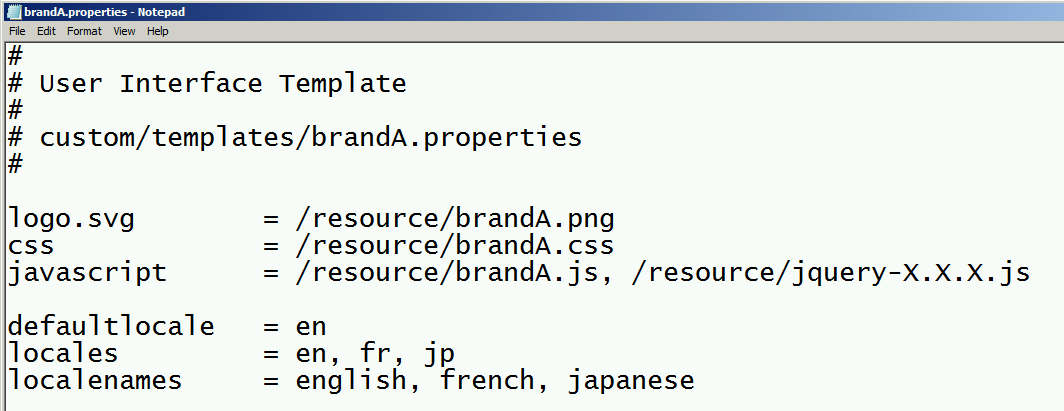 brandA.properties - Notepad
File Edit Format View Help
#
# User Interface Template
#
# custom/templates/brandA.properties
#
logo.svg = /resource/brandA.png
css = /resource/brandA.css
javascript = /resource/brandA.js, /resource/jquery-X.X.X.js
defaultlocale = en
locales = en, fr, jp
localenames = english, french, japanese